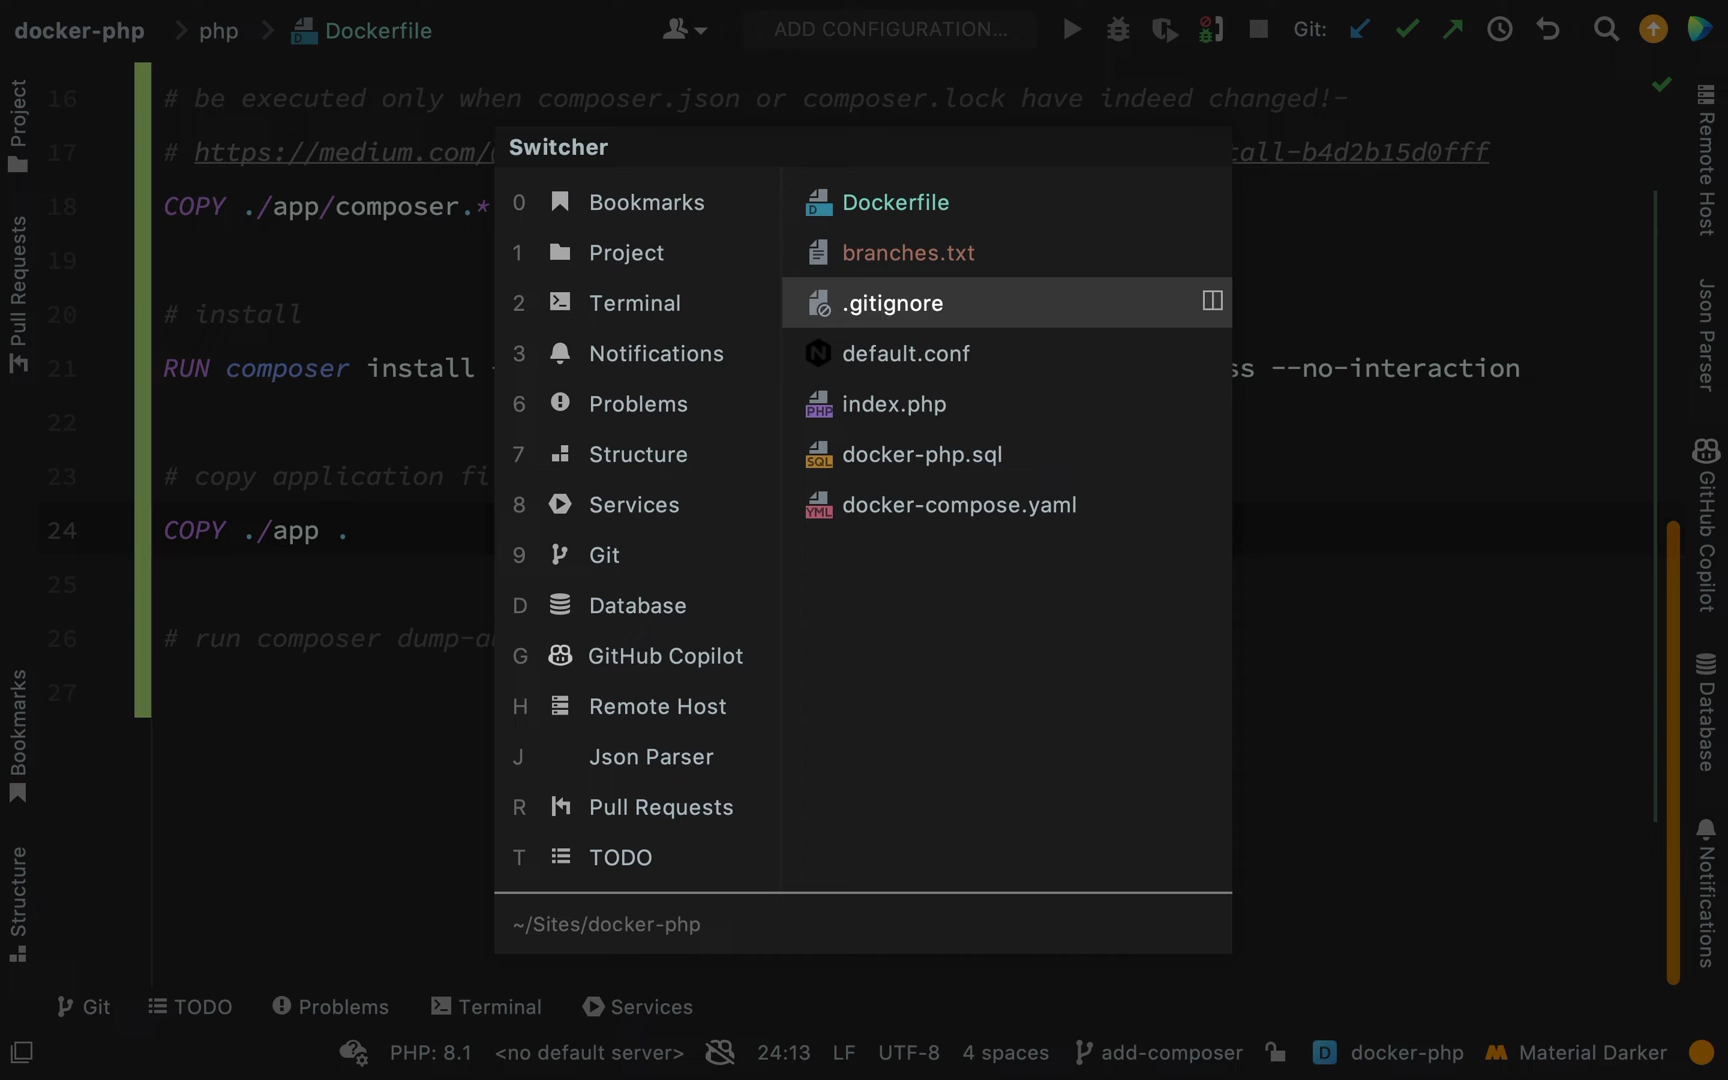 docker-php > php > Dockerfile
ADD CONFIGURATION...
Git:
Project
Pull Requests
Bookmarks
Structure
16 # be executed only when composer.json or composer.lock have indeed changed!-
17 # https://medium.com/ tall-b4d2b15d0fff
18 COPY ./app/composer.*
19
20 # install
21 RUN composer install --no-interaction
22
23 # copy application fi
24 COPY ./app .
25
26 # run composer dump-a
27
Switcher
0 Bookmarks
1 Project
2 Terminal
3 Notifications
6 Problems
7 Structure
8 Services
9 Git
D Database
G GitHub Copilot
H Remote Host
J Json Parser
R Pull Requests
T TODO
Dockerfile
branches.txt
.gitignore
default.conf
PHP index.php
SQL docker-php.sql
YML docker-compose.yaml
~/Sites/docker-php
Remote Host
Json Parser
GitHub Copilot
Database
Notifications
Git TODO Problems Terminal Services
PHP: 8.1 <no default server> 24:13 LF UTF-8 4 spaces add-composer D docker-php Material Darker